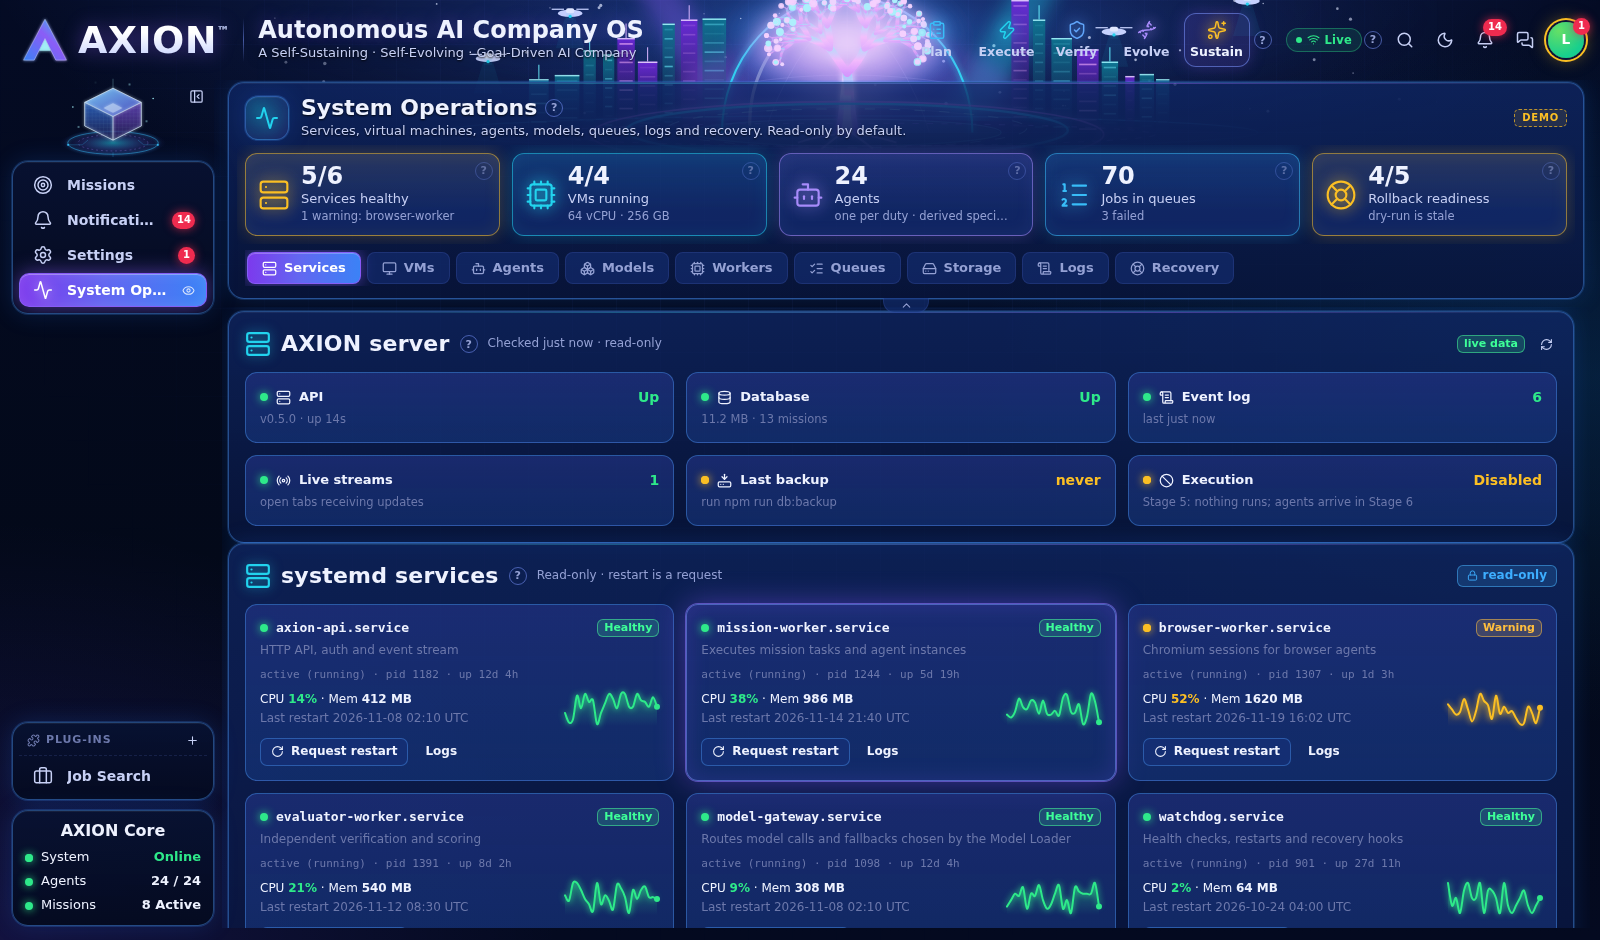 AXION™
Autonomous AI Company OS
A Self-Sustaining · Self-Evolving · Goal-Driven AI Company
Plan
Execute
Verify
Evolve
Sustain
?
Live
?
14
L
1
Missions
Notificati...
14
Settings
1
System Op...
PLUG-INS
+
Job Search
AXION Core
System Online
Agents 24 / 24
Missions 8 Active
System Operations ?
Services, virtual machines, agents, models, queues, logs and recovery. Read-only by default.
DEMO
5/6 ?
Services healthy
1 warning: browser-worker
4/4 ?
VMs running
64 vCPU · 256 GB
24 ?
Agents
one per duty · derived speci...
70 ?
Jobs in queues
3 failed
4/5 ?
Rollback readiness
dry-run is stale
Services
VMs
Agents
Models
Workers
Queues
Storage
Logs
Recovery
AXION server ? Checked just now · read-only
live data
API Up
v0.5.0 · up 14s
Database Up
11.2 MB · 13 missions
Event log 6
last just now
Live streams 1
open tabs receiving updates
Last backup never
run npm run db:backup
Execution Disabled
Stage 5: nothing runs; agents arrive in Stage 6
systemd services ? Read-only · restart is a request
read-only
axion-api.service Healthy
HTTP API, auth and event stream
active (running) · pid 1182 · up 12d 4h
CPU 14% · Mem 412 MB
Last restart 2026-11-08 02:10 UTC
Request restart Logs
mission-worker.service Healthy
Executes mission tasks and agent instances
active (running) · pid 1244 · up 5d 19h
CPU 38% · Mem 986 MB
Last restart 2026-11-14 21:40 UTC
Request restart Logs
browser-worker.service Warning
Chromium sessions for browser agents
active (running) · pid 1307 · up 1d 3h
CPU 52% · Mem 1620 MB
Last restart 2026-11-19 16:02 UTC
Request restart Logs
evaluator-worker.service Healthy
Independent verification and scoring
active (running) · pid 1391 · up 8d 2h
CPU 21% · Mem 540 MB
Last restart 2026-11-12 08:30 UTC
model-gateway.service Healthy
Routes model calls and fallbacks chosen by the Model Loader
active (running) · pid 1098 · up 12d 4h
CPU 9% · Mem 308 MB
Last restart 2026-11-08 02:10 UTC
watchdog.service Healthy
Health checks, restarts and recovery hooks
active (running) · pid 901 · up 27d 11h
CPU 2% · Mem 64 MB
Last restart 2026-10-24 04:00 UTC